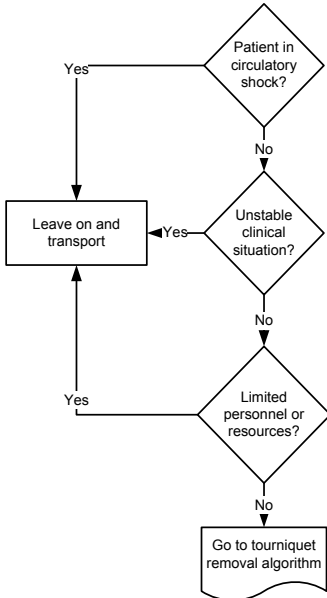 Patient in
circulatory
shock?
Yes
No
Leave on and
transport
Yes
Unstable
clinical
situation?
No
Yes
Limited
personnel or
resources?
No
Go to tourniquet
removal algorithm